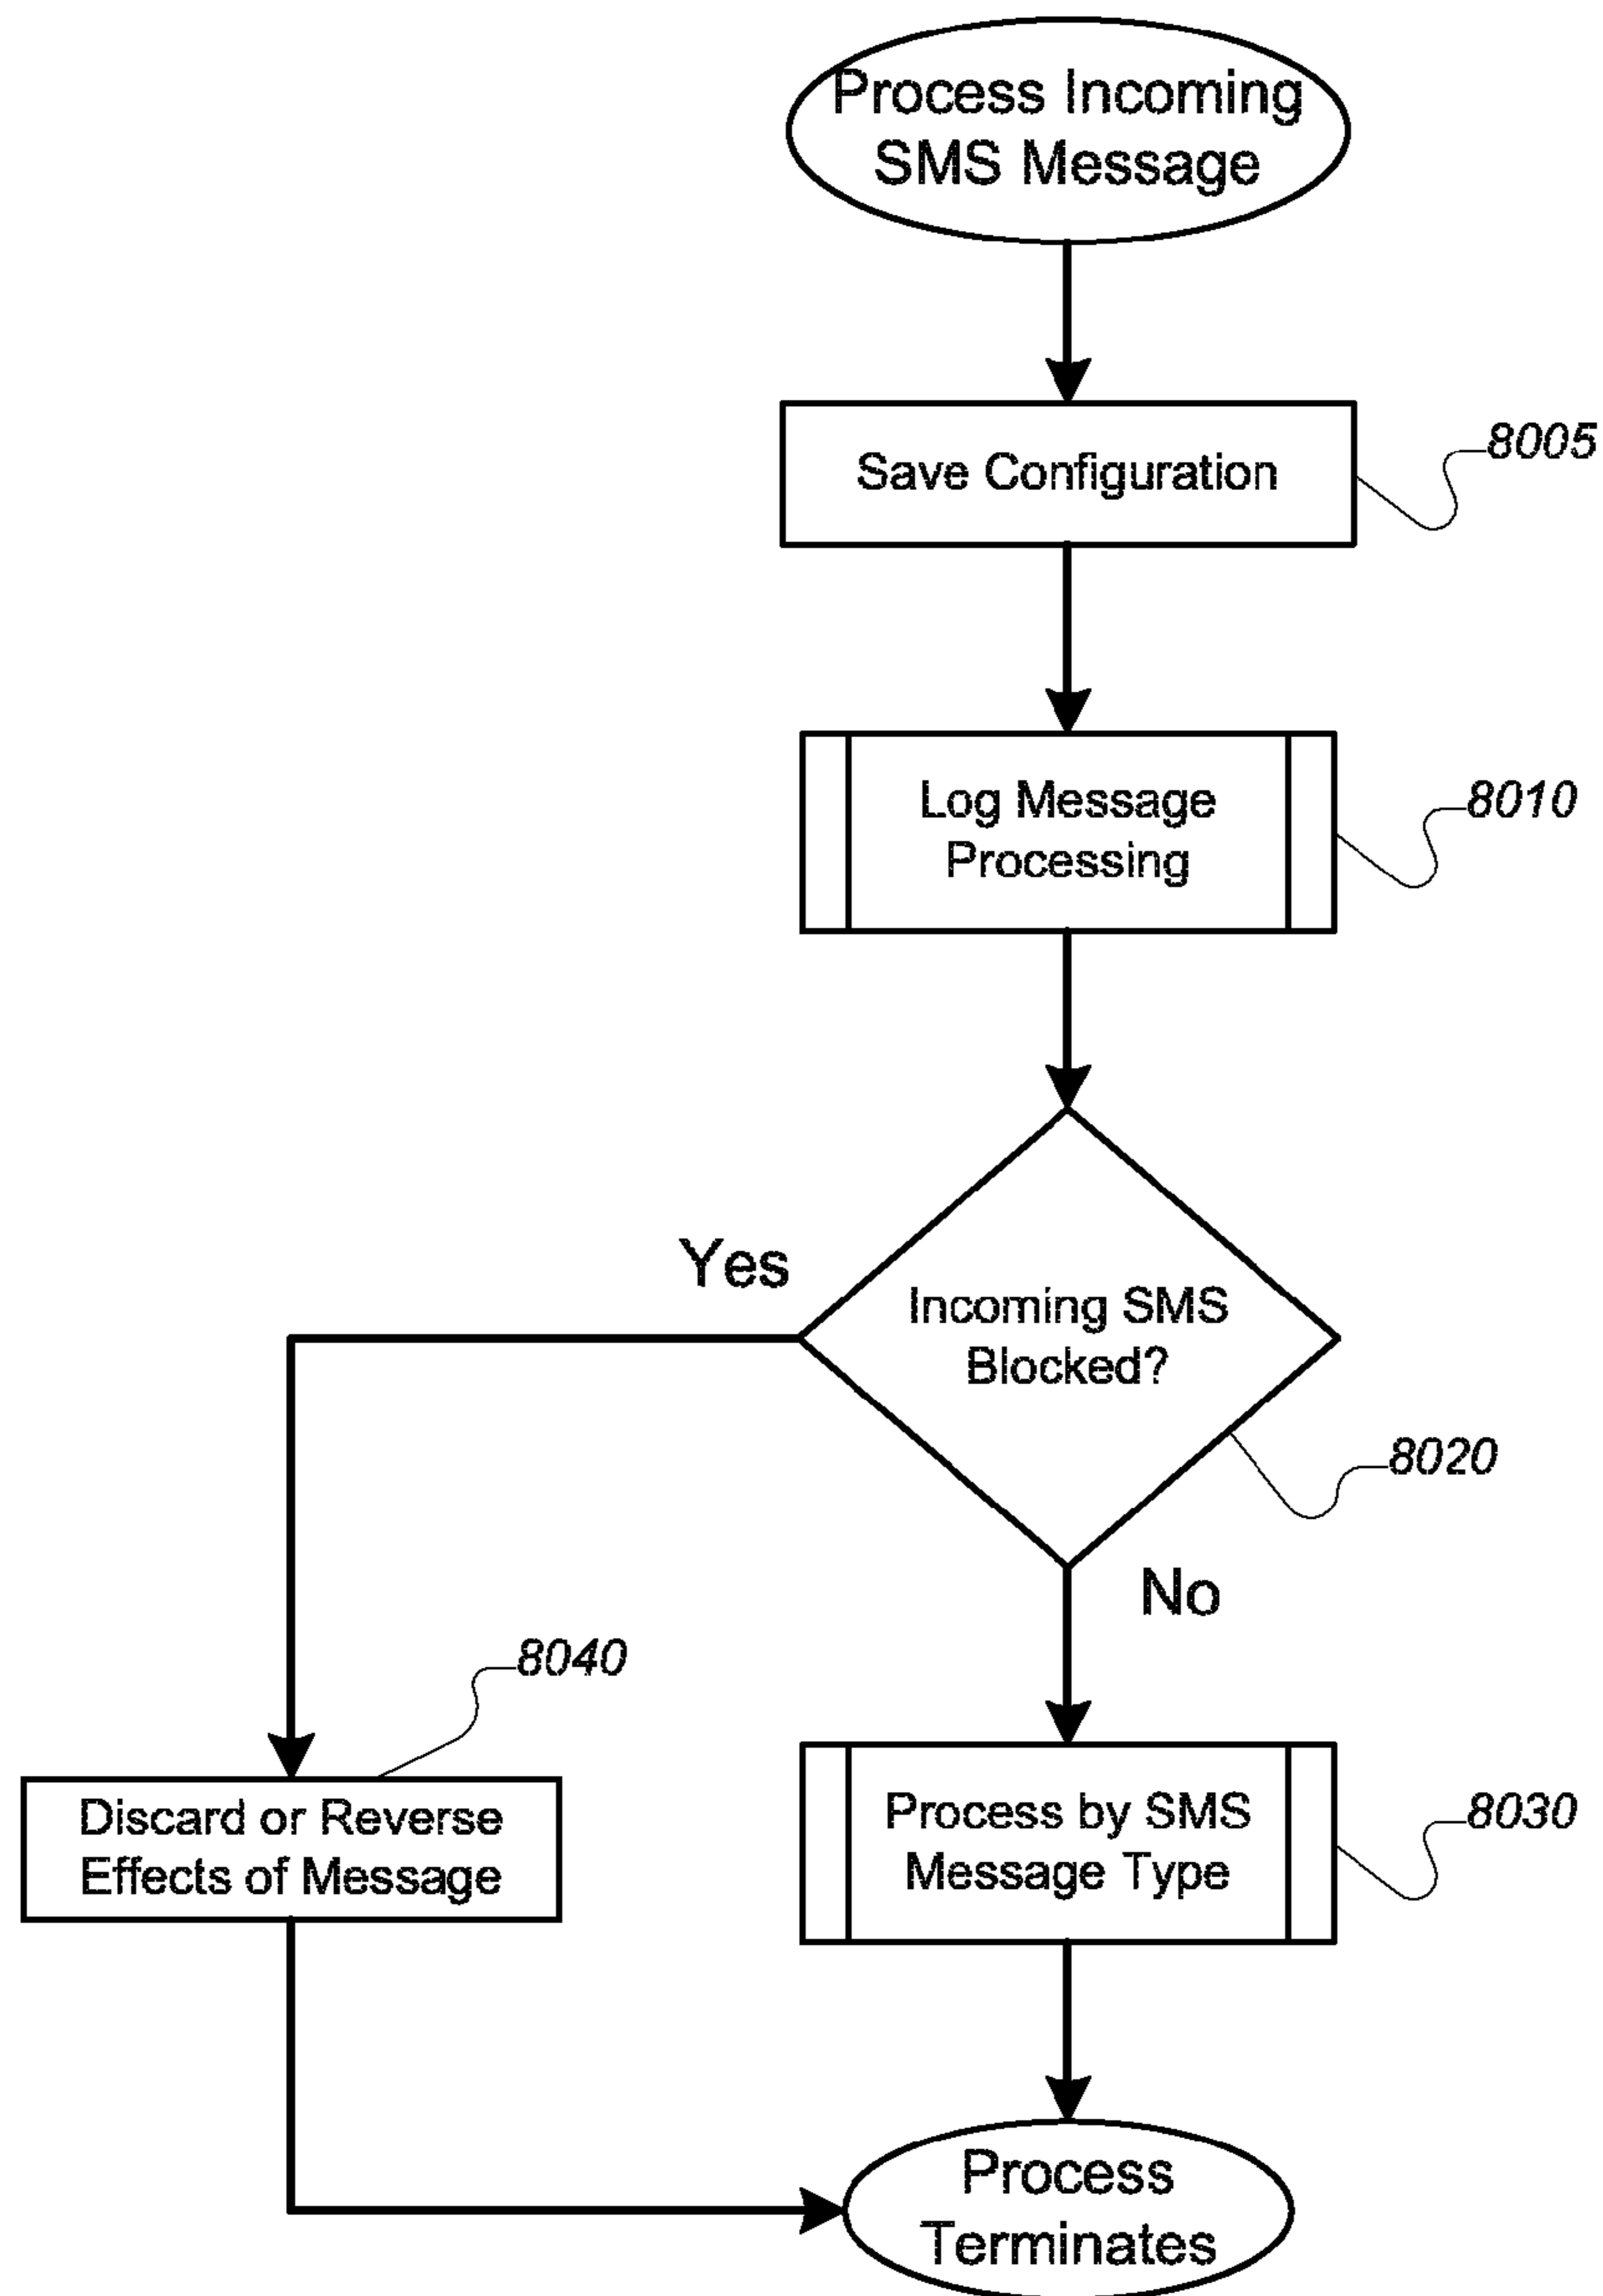 Process Incoming
SMS Message
Save Configuration
8005
Log Message
Processing
8010
Yes
Incoming SMS
Blocked?
8020
No
8040
Discard or Reverse
Effects of Message
Process by SMS
Message Type
8030
Process
Terminates